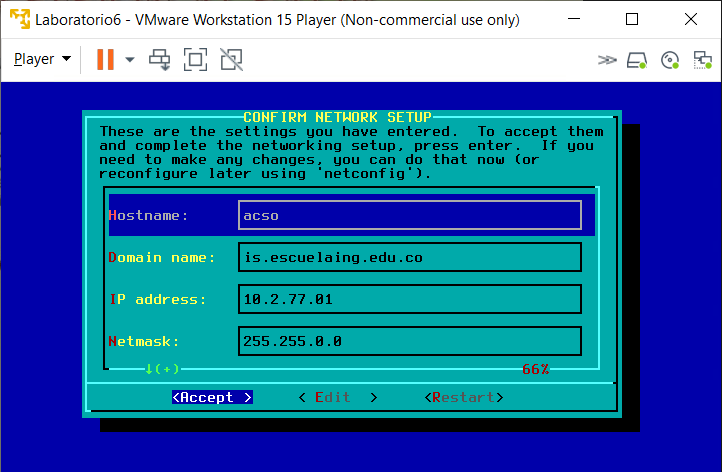 Laboratorio6 - VMware Workstation 15 Player (Non-commercial use only)
Player
CONFIRM NETWORK SETUP
These are the settings you have entered.  To accept them
and complete the networking setup, press enter.  If you
need to make any changes, you can do that now (or
reconfigure later using 'netconfig').
Hostname: acso
Domain name: is.escuelaing.edu.co
IP address: 10.2.77.01
Netmask: 255.255.0.0
↓(+) 66%
<Accept > < Edit  > <Restart>